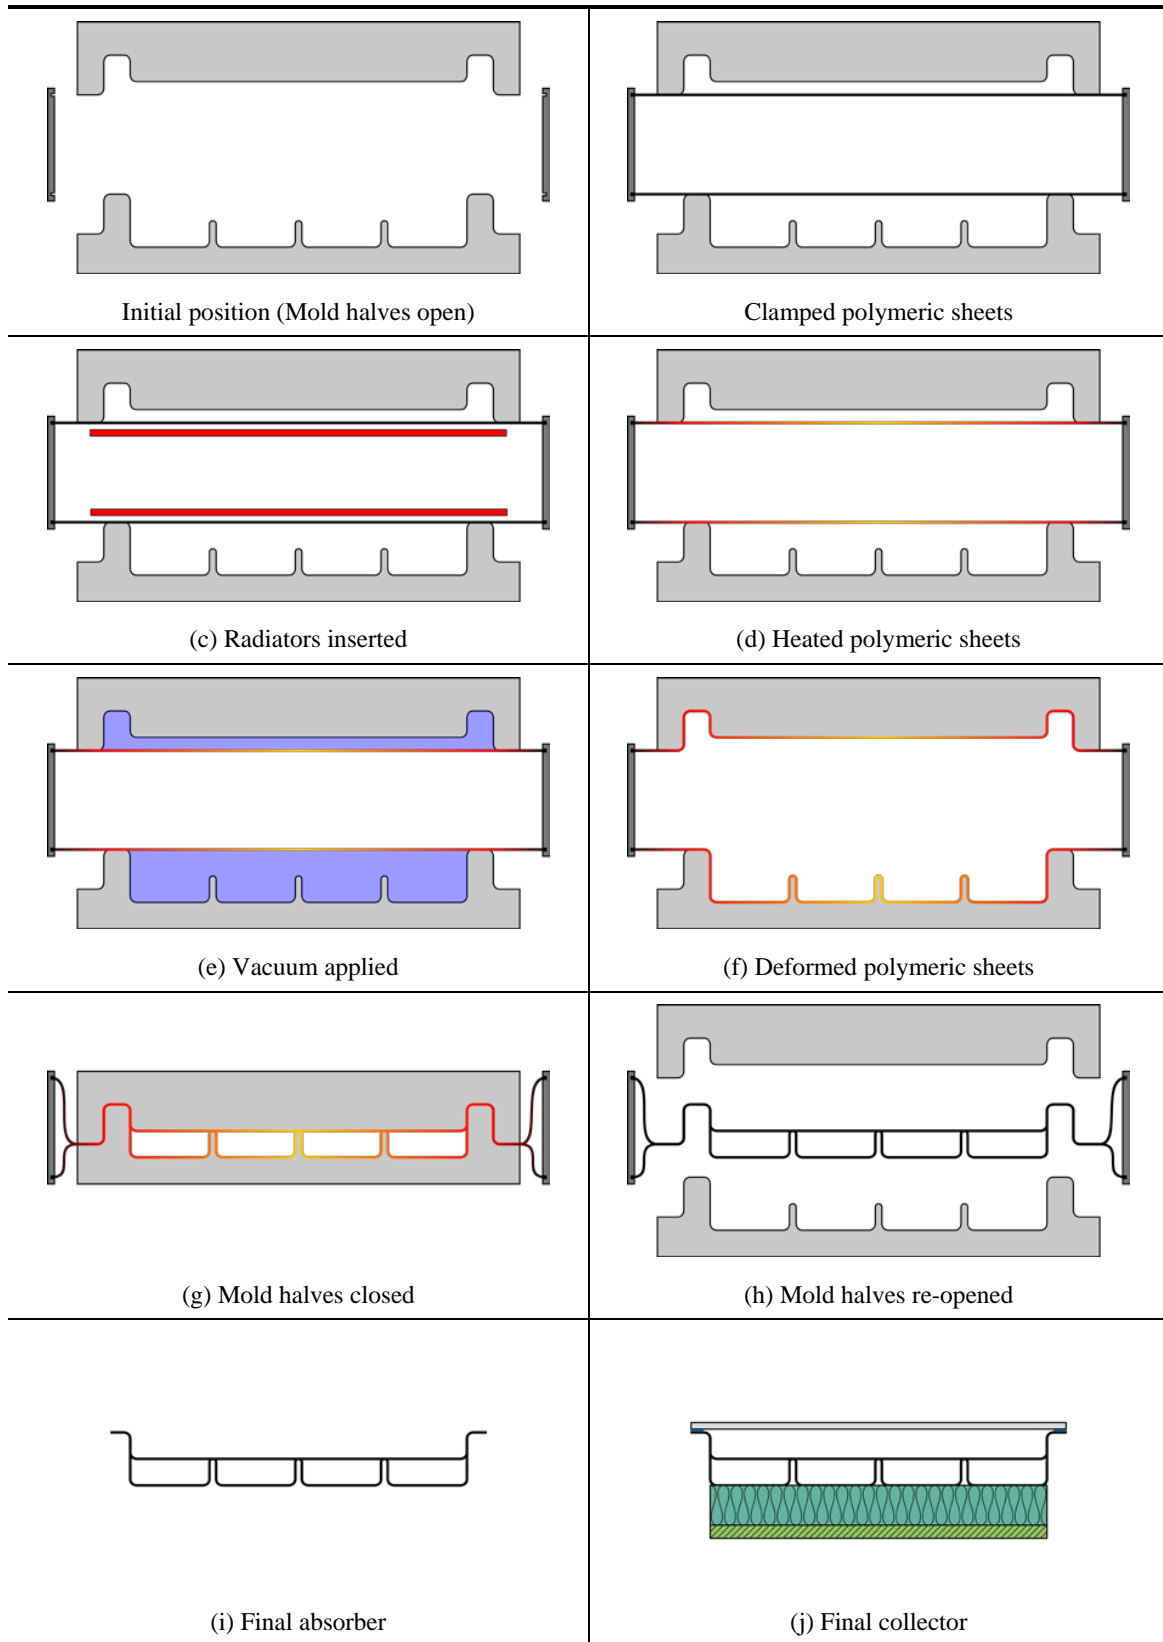 Initial position (Mold halves open)
Clamped polymeric sheets
(c) Radiators inserted
(d) Heated polymeric sheets
(e) Vacuum applied
(f) Deformed polymeric sheets
(g) Mold halves closed
(h) Mold halves re-opened
(i) Final absorber
(j) Final collector